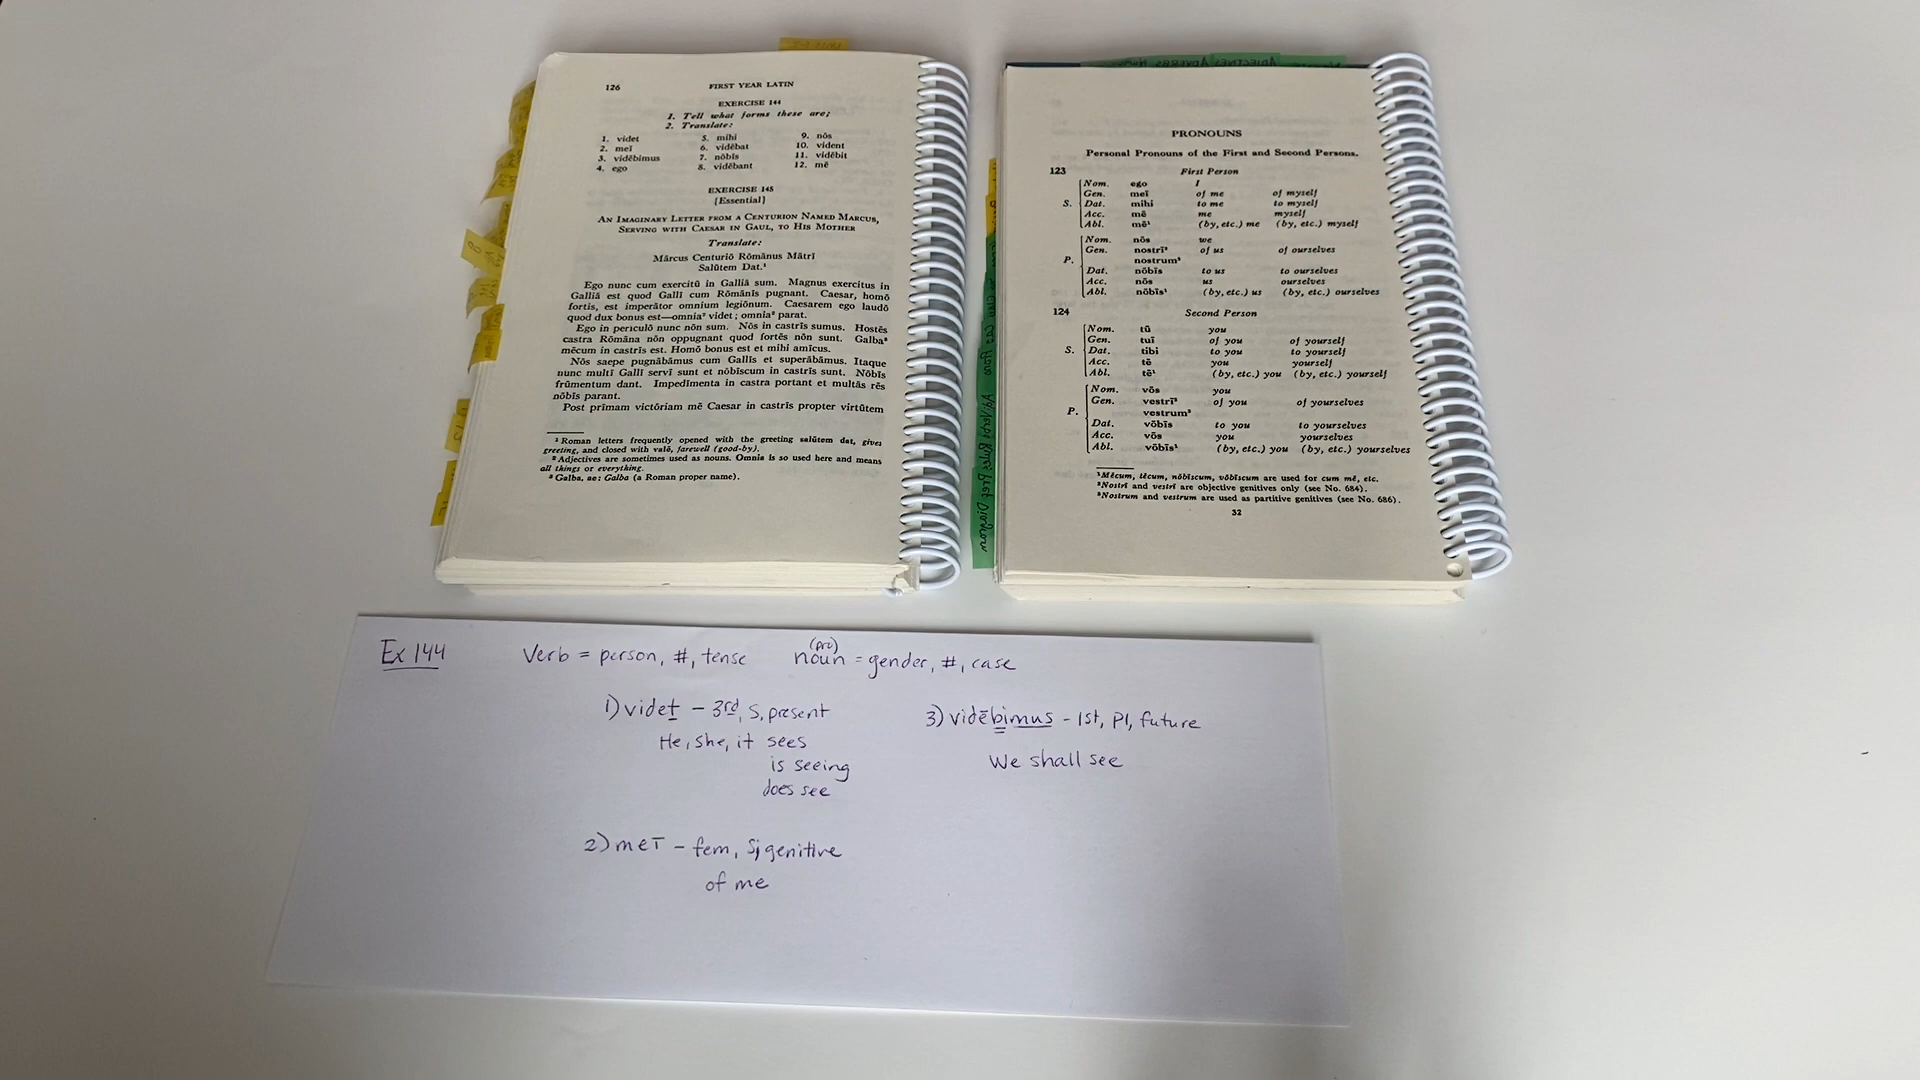 126 FIRST YEAR LATIN
EXERCISE 144
1. Tell what forms these are;
2. Translate:
1. videt 5. mihi 9. nōs
2. meī 6. vidēbat 10. vident
3. vidēbimus 7. nōbīs 11. vidēbit
4. ego 8. vidēbant 12. mē
EXERCISE 145
[Essential]
AN IMAGINARY LETTER FROM A CENTURION NAMED MARCUS,
SERVING WITH CAESAR IN GAUL, TO HIS MOTHER
Translate:
Mārcus Centuriō Rōmānus Mātrī
Salūtem Dat.¹
Ego nunc cum exercitū in Galliā sum. Magnus exercitus in
Galliā est quod Gallī cum Rōmānīs pugnant. Caesar, homō
fortis, est imperātor omnium legiōnum. Caesarem ego laudō
quod dux bonus est—omnia² videt; omnia² parat.
Ego in perīculō nunc nōn sum. Nōs in castrīs sumus. Hostēs
castra Rōmāna nōn oppugnant quod fortēs nōn sunt. Galba³
mēcum in castrīs est. Homō bonus est et mihi amīcus.
Nōs saepe pugnābāmus cum Gallīs et superābāmus. Itaque
nunc multī Gallī servī sunt et nōbīscum in castrīs sunt. Nōbīs
frūmentum dant. Impedīmenta in castra portant et multās rēs
nōbīs parant.
Post prīmam victōriam mē Caesar in castrīs propter virtūtem
¹ Roman letters frequently opened with the greeting salūtem dat, gives
greeting, and closed with valē, farewell (good-by).
² Adjectives are sometimes used as nouns. Omnia is so used here and means
all things or everything.
³ Galba, ae: Galba (a Roman proper name).
ADJECTIVES ADVERBS
PRONOUNS
Personal Pronouns of the First and Second Persons.
123 First Person
Nom. ego I
Gen. meī of me of myself
S. Dat. mihi to me to myself
Acc. mē me myself
Abl. mē¹ (by, etc.) me (by, etc.) myself
Nom. nōs we
Gen. nostrī² of us of ourselves
P. nostrum³
Dat. nōbīs to us to ourselves
Acc. nōs us ourselves
Abl. nōbīs¹ (by, etc.) us (by, etc.) ourselves
124 Second Person
Nom. tū you
Gen. tuī of you of yourself
S. Dat. tibi to you to yourself
Acc. tē you yourself
Abl. tē¹ (by, etc.) you (by, etc.) yourself
Nom. vōs you
Gen. vestrī² of you of yourselves
P. vestrum³
Dat. vōbīs to you to yourselves
Acc. vōs you yourselves
Abl. vōbīs¹ (by, etc.) you (by, etc.) yourselves
¹Mēcum, tēcum, nōbīscum, vōbīscum are used for cum mē, etc.
²Nostrī and vestrī are objective genitives only (see No. 684).
³Nostrum and vestrum are used as partitive genitives (see No. 686).
32
Ex 144 Verb = person, #, tense (pro)noun = gender, #, case
1) videt - 3rd, S, present
He, she, it sees
is seeing
does see
3) vidēbimus - 1st, Pl, future
We shall see
2) meī - fem, S, genitive
of me